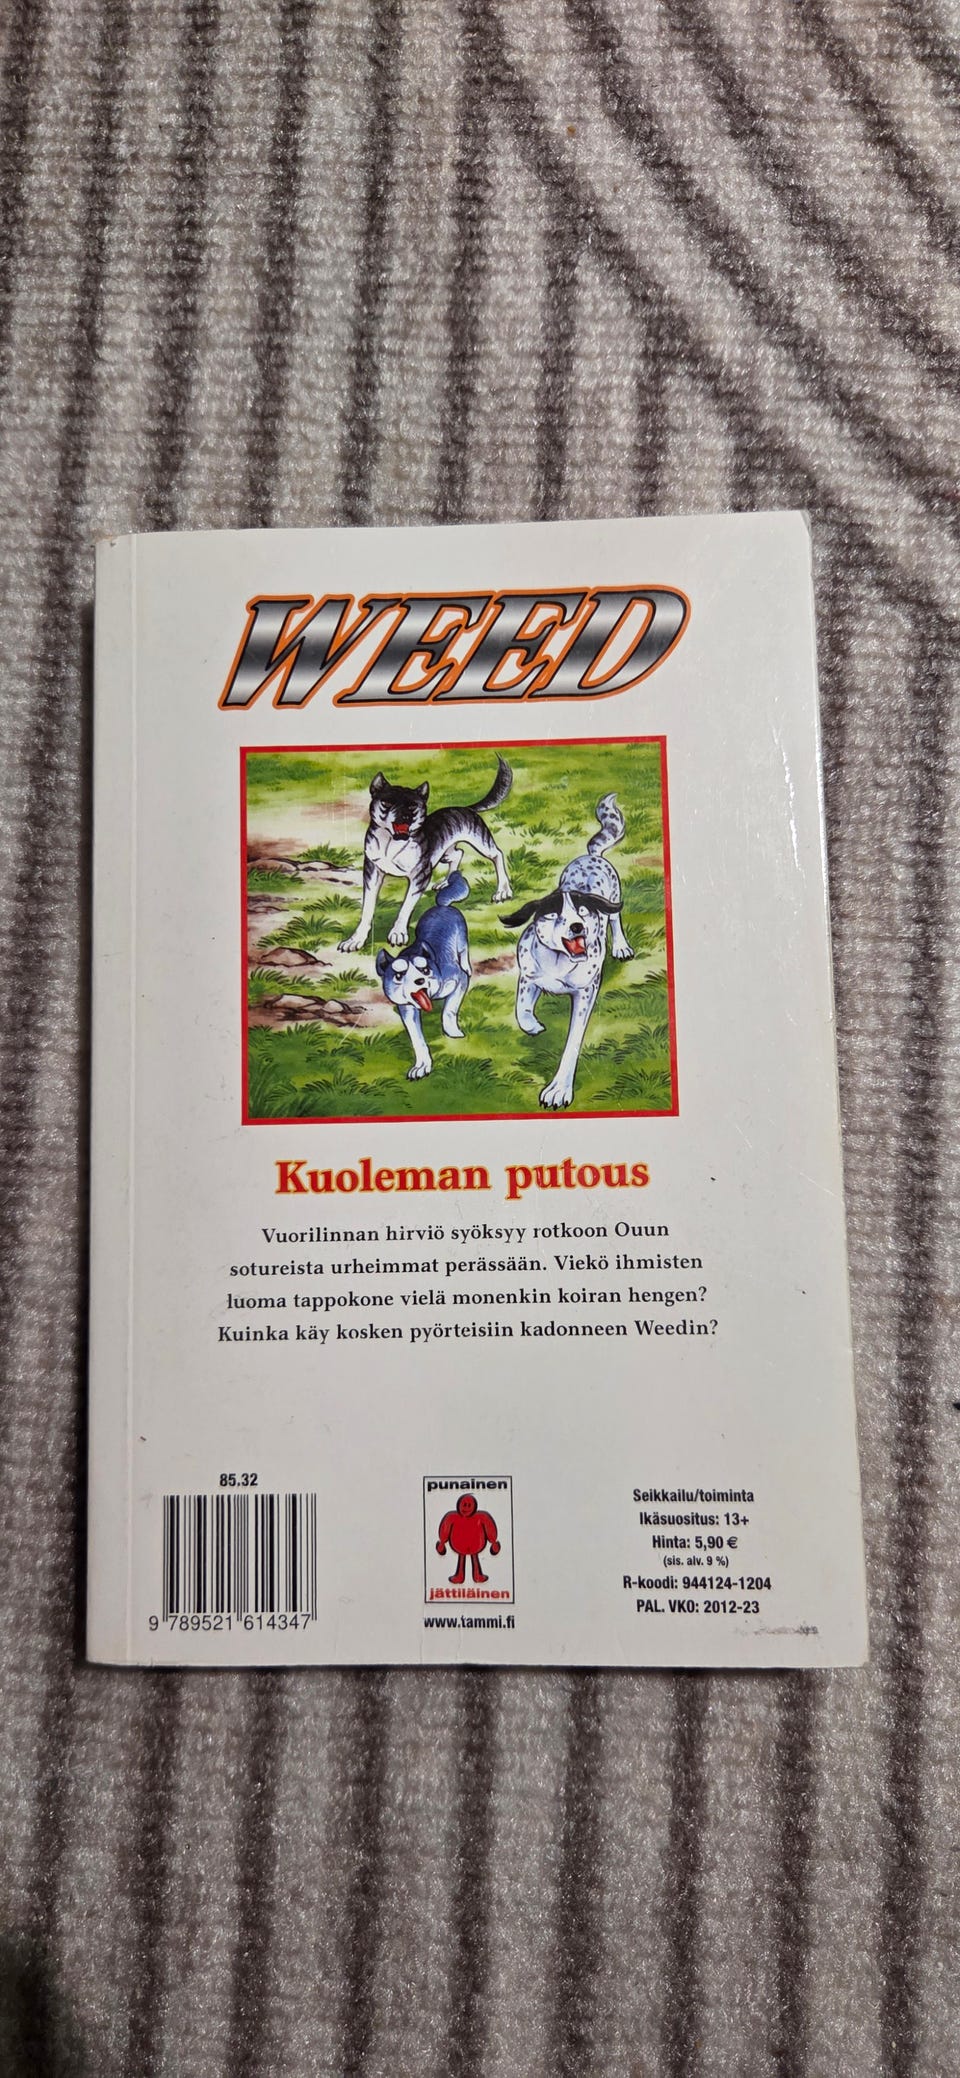 WEED
Kuoleman putous
Vuorilinnan hirviö syöksyy rotkoon Ouun
sotureista urheimmat perässään. Viekö ihmisten
luoma tappokone vielä monenkin koiran hengen?
Kuinka käy kosken pyörteisiin kadonneen Weedin?
85.32
9 789521 614347
punainen
jättiläinen
www.tammi.fi
Seikkailu/toiminta
Ikäsuositus: 13+
Hinta: 5,90 €
(sis. alv. 9 %)
R-koodi: 944124-1204
PAL. VKO: 2012-23